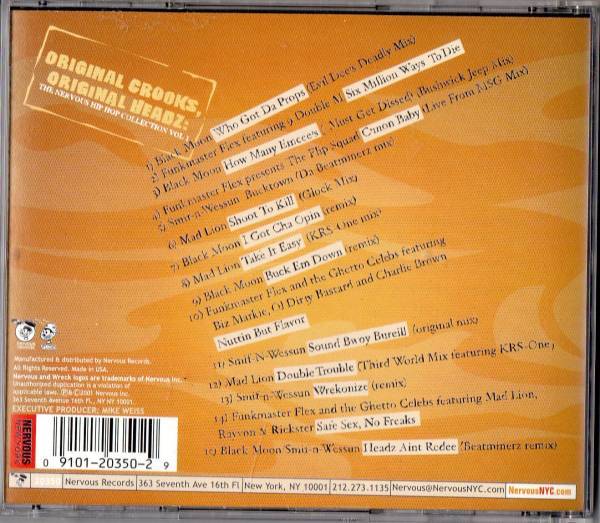 ORIGINAL CROOKS,
ORIGINAL HEADZ:
THE NERVOUS HIP HOP COLLECTION VOL 1
1) Black Moon Who Got Da Props (Evil Dee's Deadly Mix)
2) Funkmaster Flex featuring 9 Double M Six Million Ways To Die
3) Black Moon How Many Emcees (Must Get Dissed) (Bushwick Jeep Mix)
4) Funkmaster Flex presents The Flip Squad C'mon Baby (Live From MSG Mix)
5) Smif-n-Wessun Bucktown (Da Beatminerz mix)
6) Mad Lion Shoot To Kill (Glock Mix)
7) Black Moon I Got Cha Opin (remix)
8) Mad Lion Take It Easy (KRS-One mix)
9) Black Moon Buck Em Down (remix)
10) Funkmaster Flex and the Ghetto Celebs featuring
Biz Markie, Ol Dirty Bastard and Charlie Brown
Nuttin But Flavor
11) Smif-N-Wessun Sound Bwoy Bureill (original mix)
12) Mad Lion Double Trouble (Third World Mix featuring KRS-One)
13) Smif-n-Wessun Wrekonize (remix)
14) Funkmaster Flex and the Ghetto Celebs featuring Mad Lion,
Rayvon & Rickster Safe Sex, No Freaks
15) Black Moon/Smif-n-Wessun Headz Aint Redee (Beatminerz remix)
Manufactured & distributed by Nervous Records.
All Rights Reserved. Made in USA.
Nervous and Wreck logos are trademarks of Nervous Inc.
Unauthorized duplication is a violation of
applicable laws. ℗&©2001 Nervous Inc.
363 Seventh Avenue 16th Fl., NY NY 10001.
EXECUTIVE PRODUCER: MIKE WEISS
NERVOUS
NEW YORK
0 9101-20350-2 9
20350 Nervous Records 363 Seventh Ave 16th Fl New York, NY 10001 212.273.1135 Nervous@NervousNYC.com NervousNYC.com